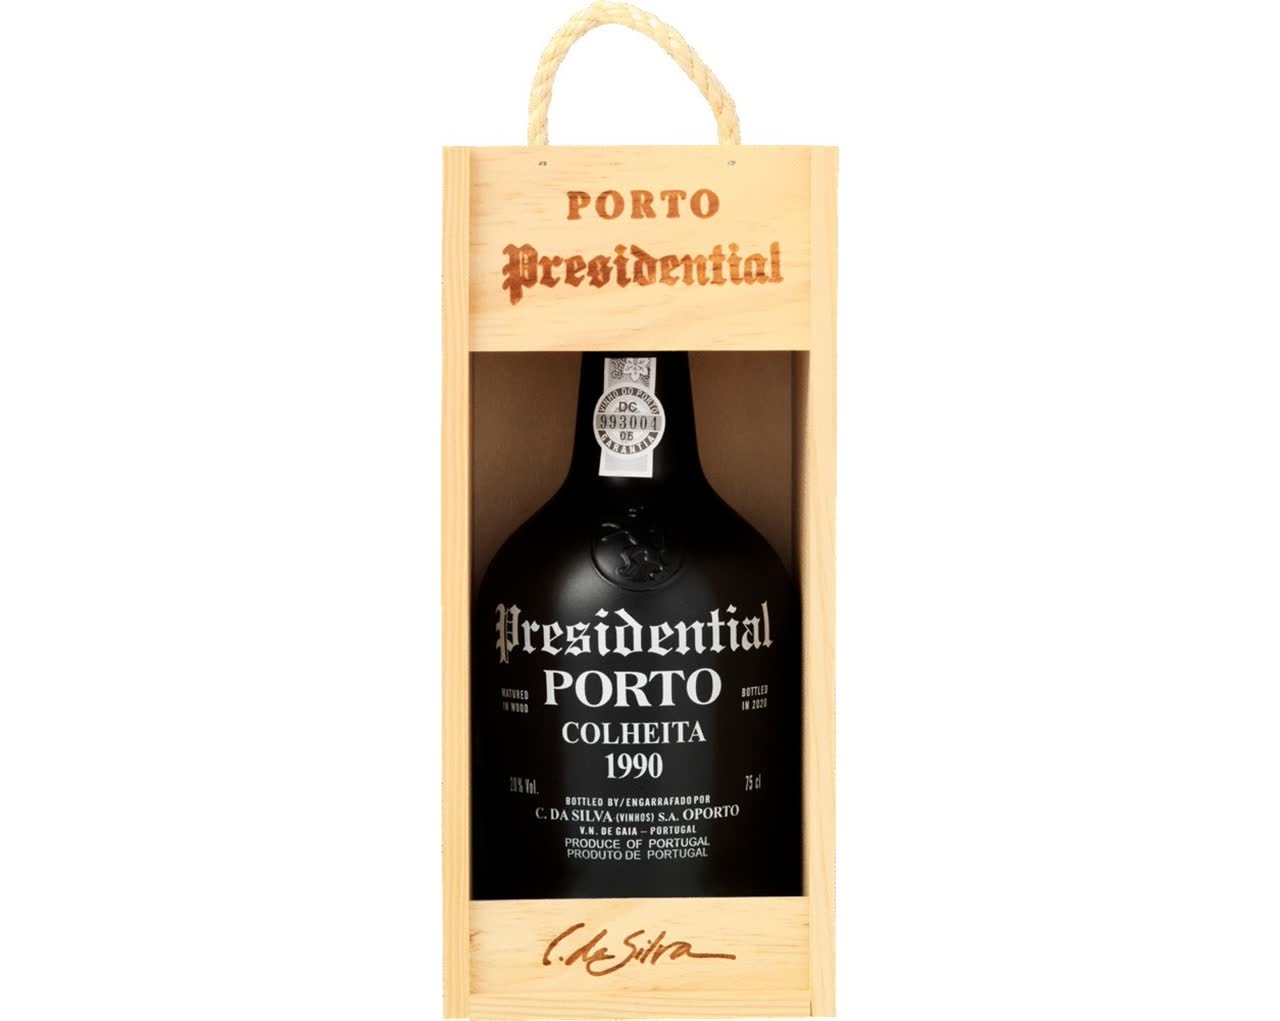 PORTO
Presidential
VINHO DO PORTO
DC
993001
06
GARANTIA
Presidential
PORTO
MATURED
IN WOOD
BOTTLED
IN 2020
COLHEITA
1990
20% Vol.
75 cl
BOTTLED BY/ENGARRAFADO POR
C. DA SILVA (VINHOS) S.A. OPORTO
V.N. DE GAIA – PORTUGAL
PRODUCE OF PORTUGAL
PRODUTO DE PORTUGAL
C. da Silva